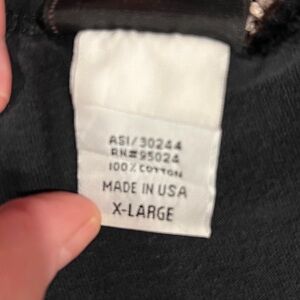 ASI/30244
RN#95024
100% COTTON
MADE IN USA
X-LARGE